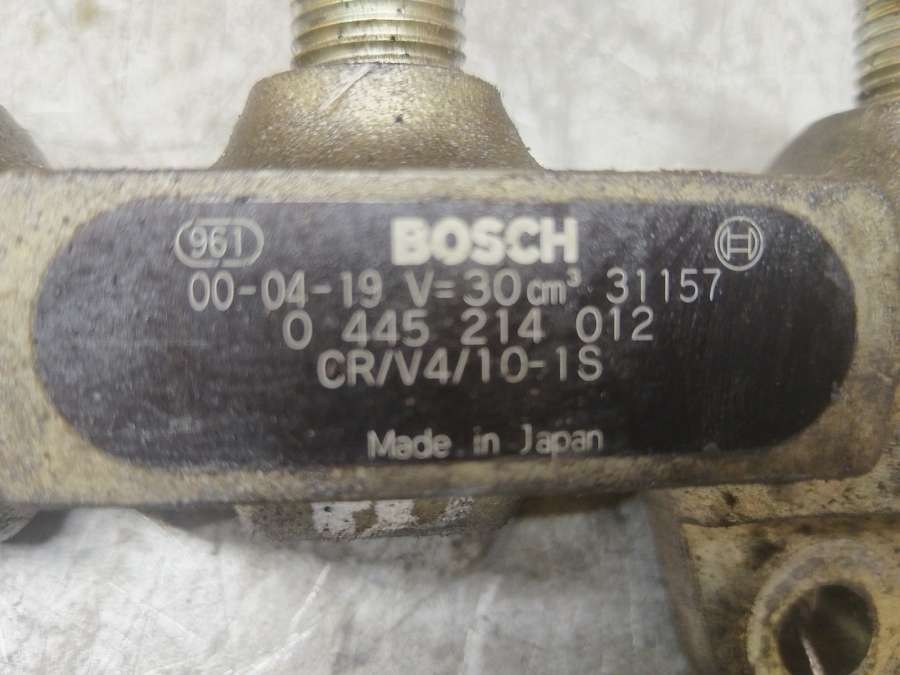 961 BOSCH
00-04-19 V=30cm³ 31157
0 445 214 012
CR/V4/10-1S
Made in Japan